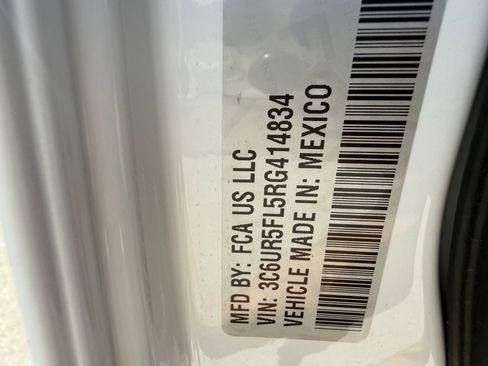 MFD BY: FCA US LLC
VIN: 3C6UR5FL5RG414834
VEHICLE MADE IN: MEXICO